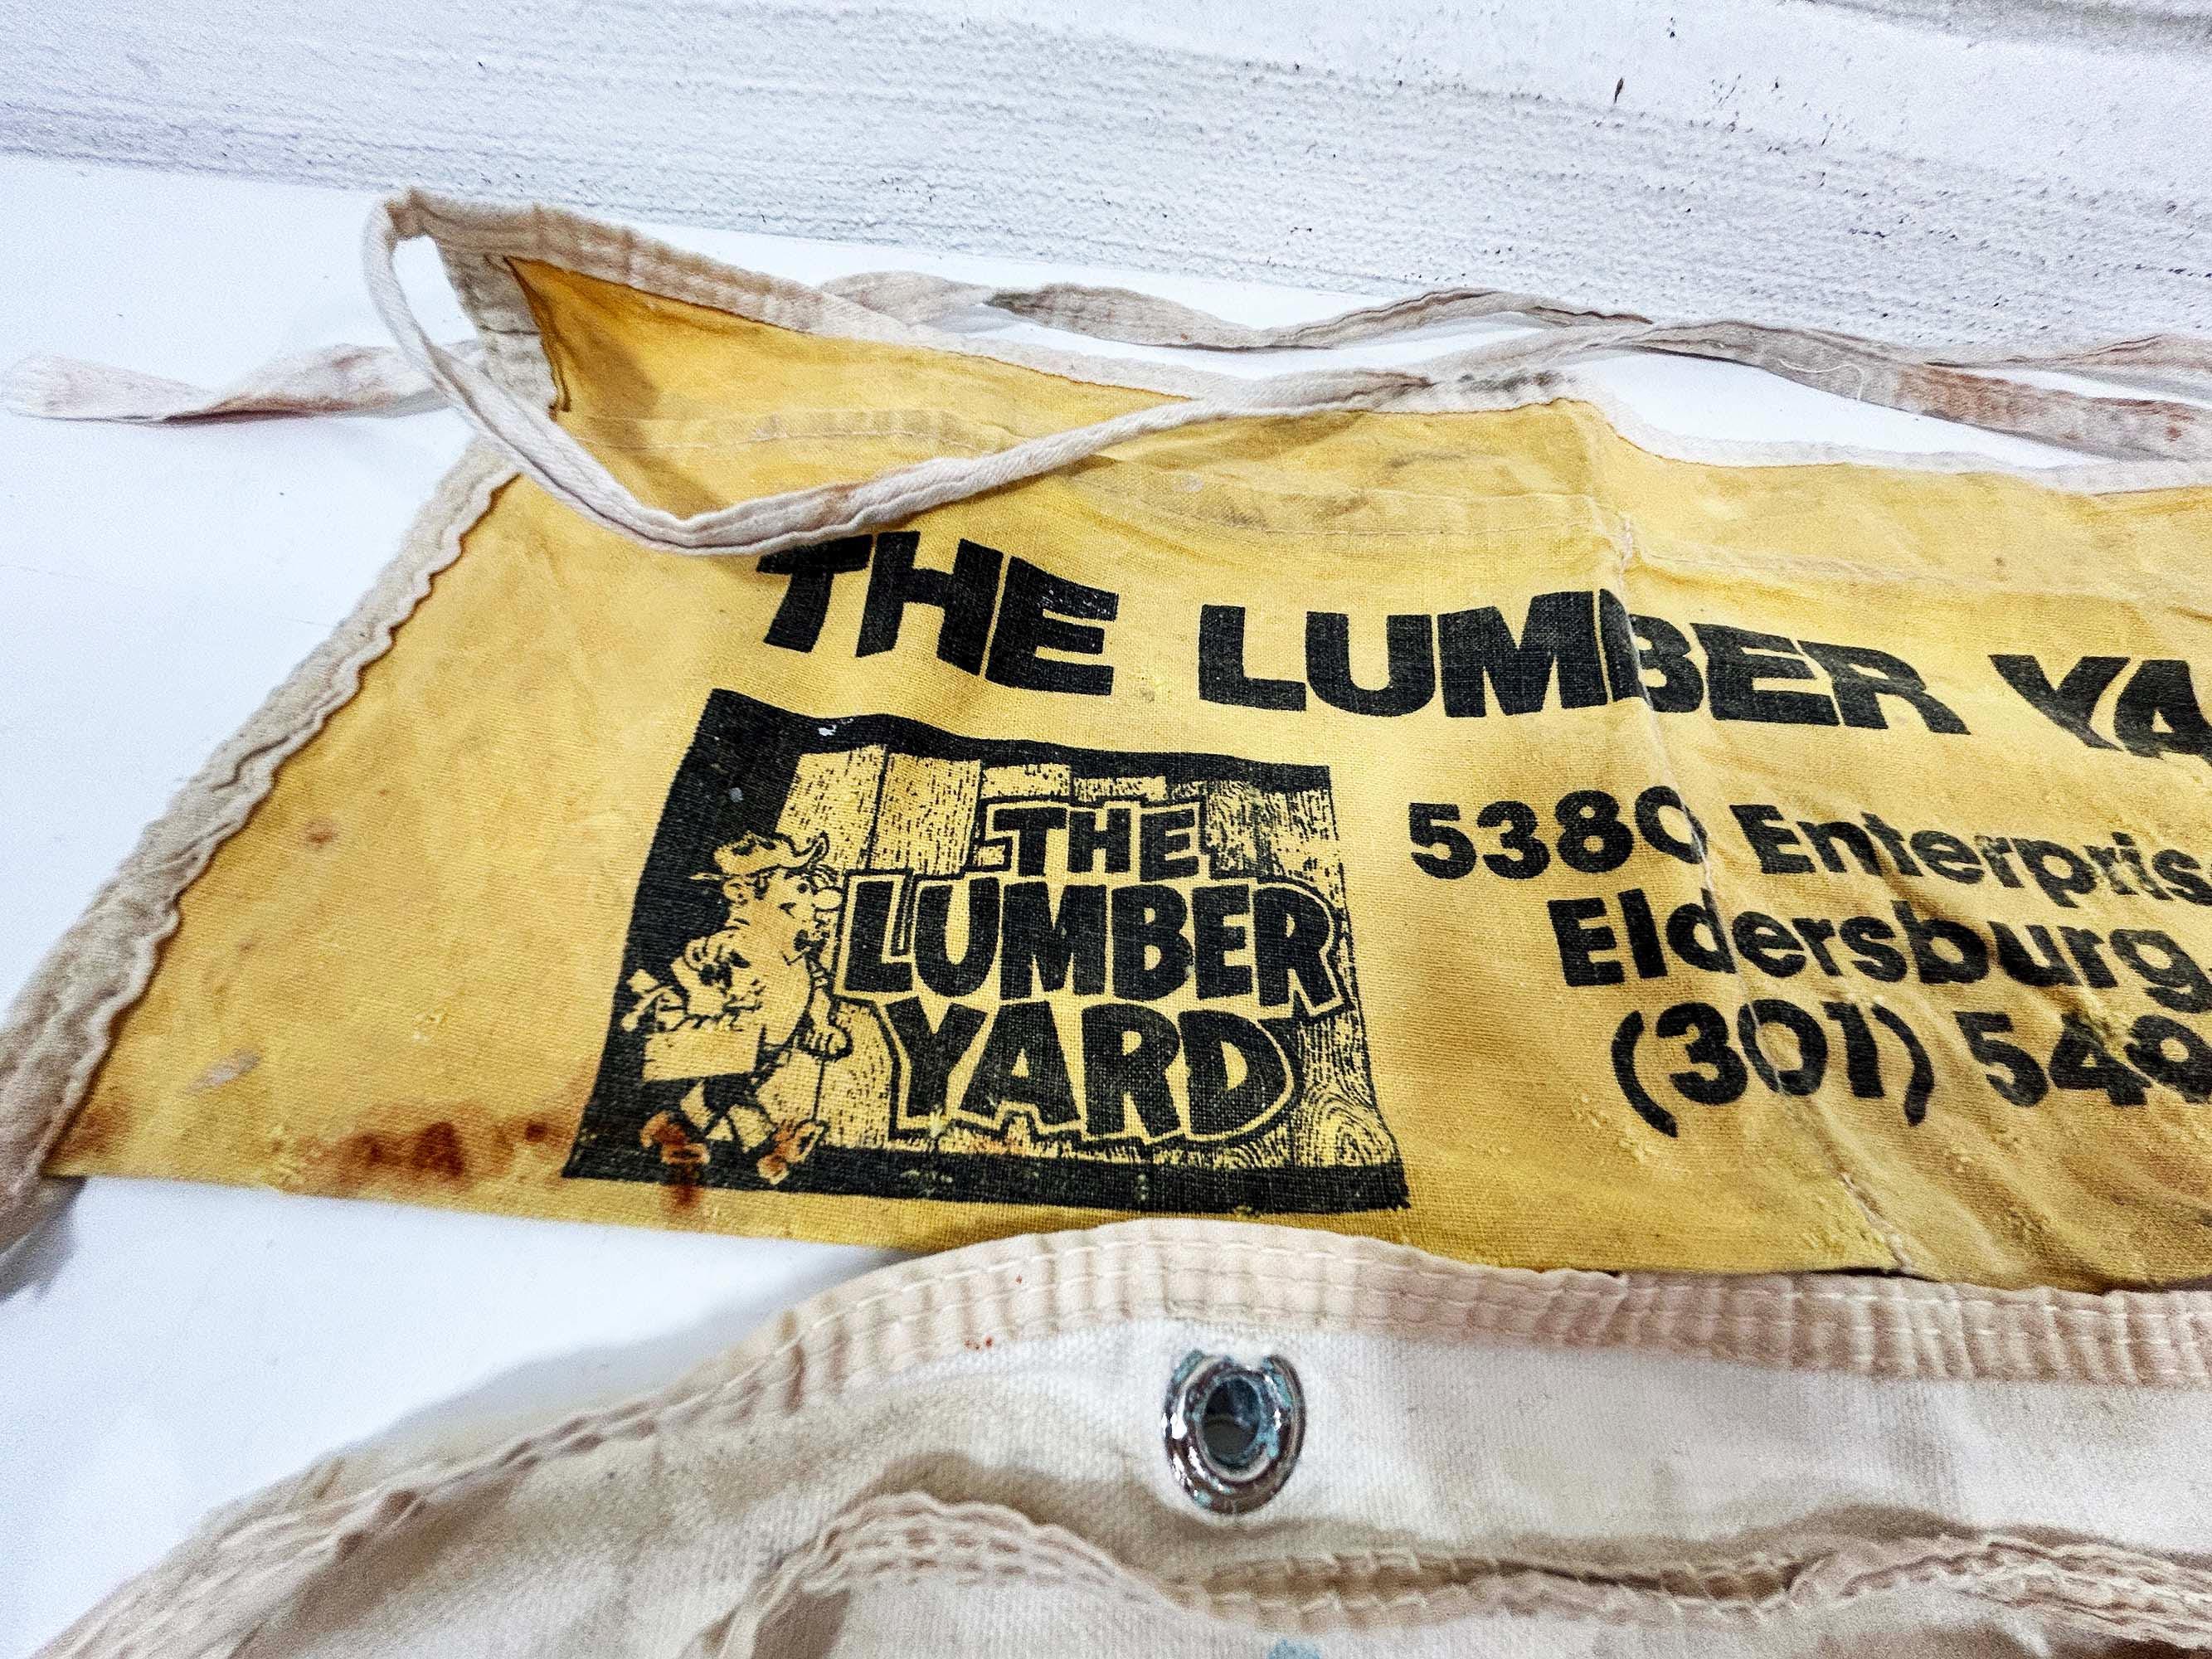 THE LUMBER YA
THE
LUMBER
YARD
5380 Enterpris
Eldersburg,
(301) 549